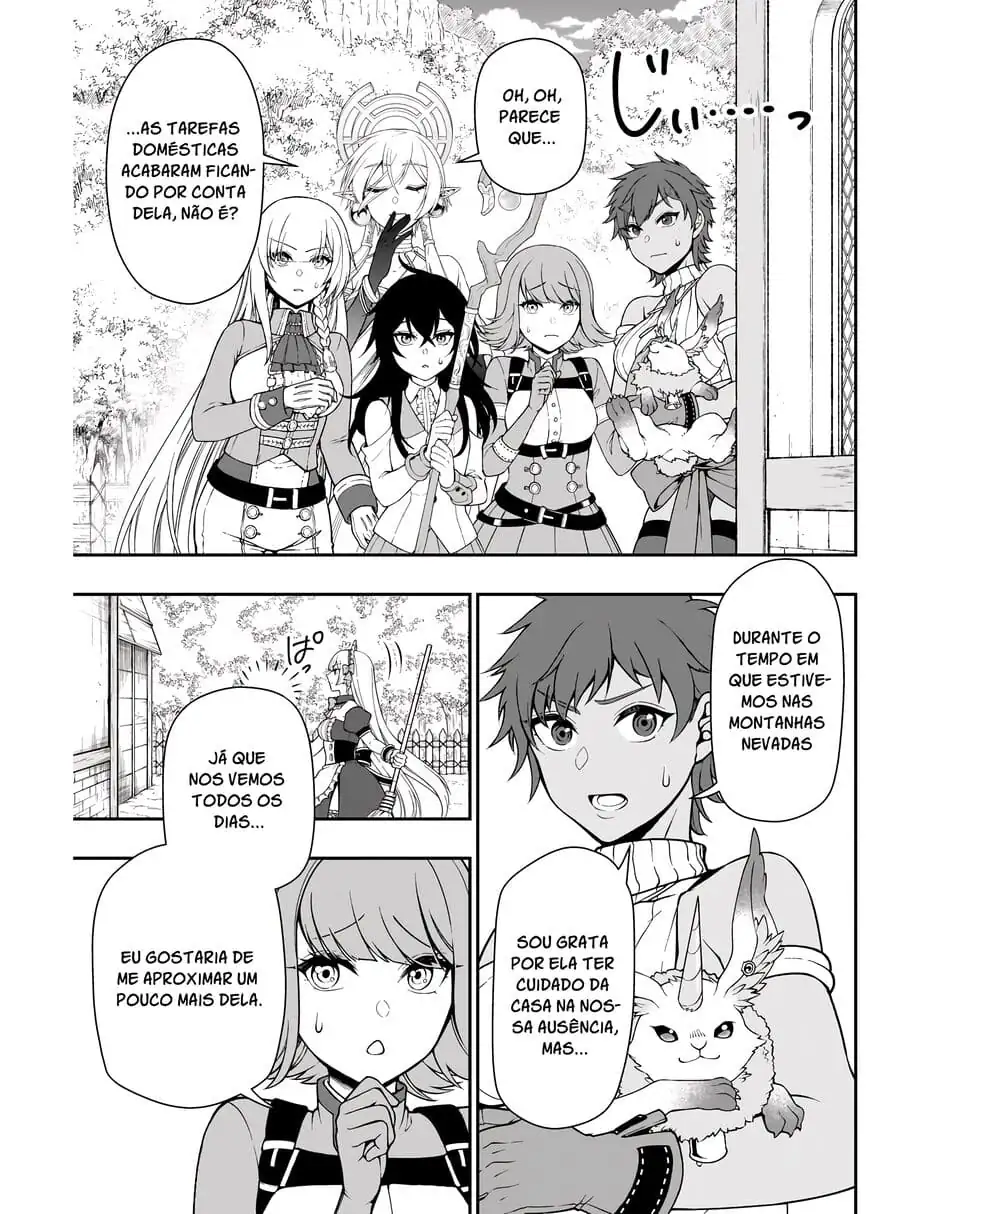 じぃぃ……っ
OH, OH,
PARECE
QUE...
...AS TAREFAS
DOMÉSTICAS
ACABARAM FICAN-
DO POR CONTA
DELA, NÃO É?
DURANTE O
TEMPO EM
QUE ESTIVE-
MOS NAS
MONTANHAS
NEVADAS
SOU GRATA
POR ELA TER
CUIDADO DA
CASA NA NOS-
SA AUSÊNCIA,
MAS...
ぱ°
JÁ QUE
NOS VEMOS
TODOS OS
DIAS...
EU GOSTARIA DE
ME APROXIMAR UM
POUCO MAIS DELA.